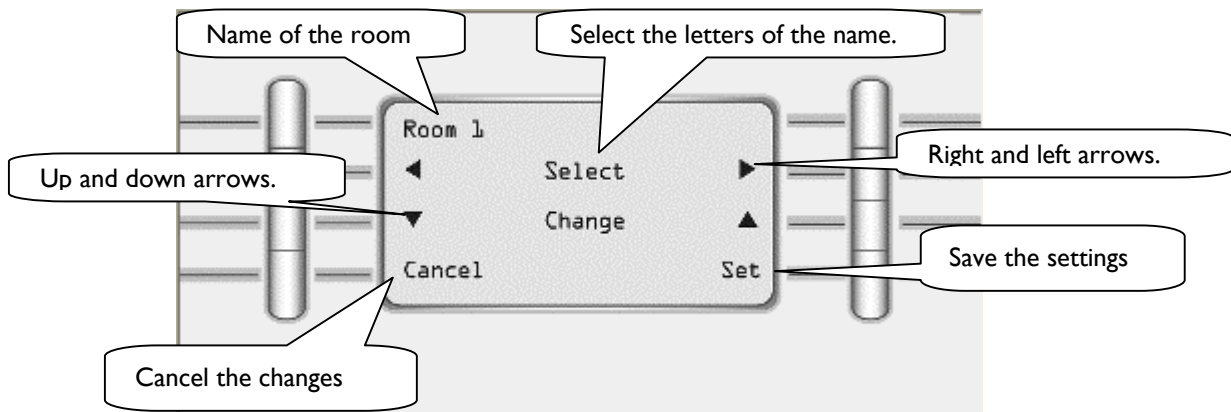 Name of the room
Select the letters of the name.
Room 1
◀ Select ▶
Right and left arrows.
Up and down arrows.
▼ Change ▲
Cancel Set
Save the settings
Cancel the changes